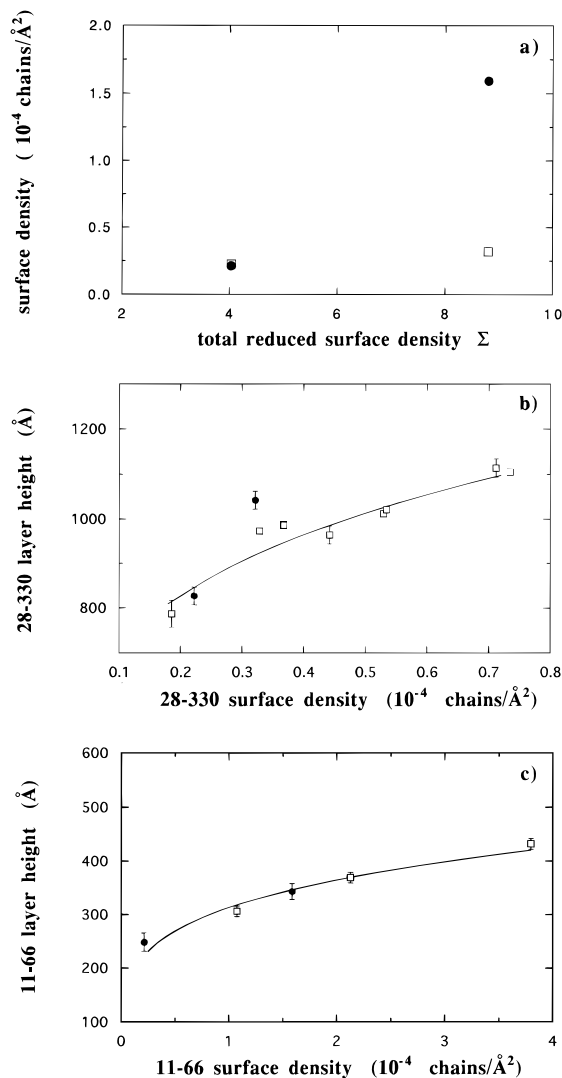 a)
surface density ( 10⁻⁴ chains/Å²)
2.0
1.5
1.0
0.5
0.0
2 4 6 8 10
total reduced surface density Σ
b)
28-330 layer height (Å)
1200
1000
800
0.1 0.2 0.3 0.4 0.5 0.6 0.7 0.8
28-330 surface density (10⁻⁴ chains/Å²)
c)
11-66 layer height (Å)
600
500
400
300
200
100
0 1 2 3 4
11-66 surface density (10⁻⁴ chains/Å²)